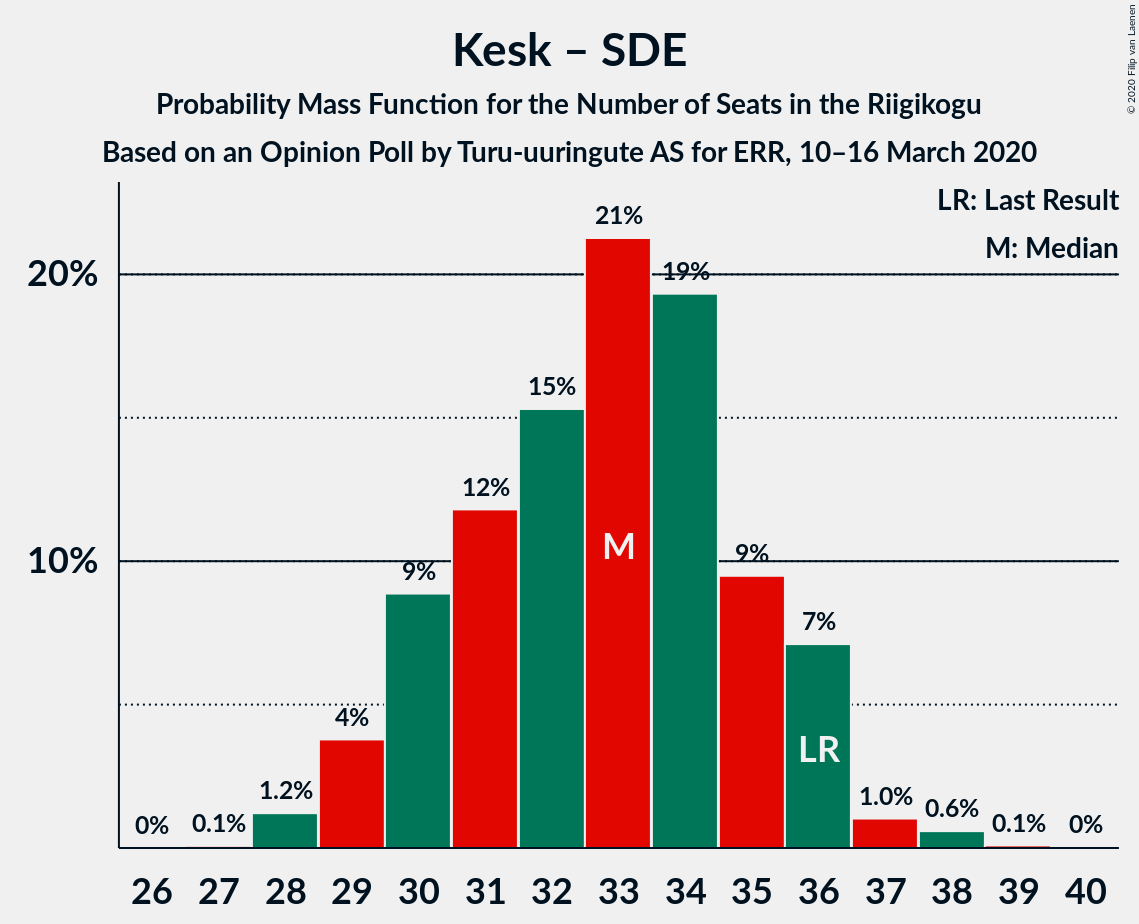 Kesk – SDE
Probability Mass Function for the Number of Seats in the Riigikogu
Based on an Opinion Poll by Turu-uuringute AS for ERR, 10–16 March 2020
© 2020 Filip van Laenen
LR: Last Result
M: Median
20%
10%
0%
0.1%
1.2%
4%
9%
12%
15%
21%
19%
9%
7%
1.0%
0.6%
0.1%
0%
M
LR
26 27 28 29 30 31 32 33 34 35 36 37 38 39 40